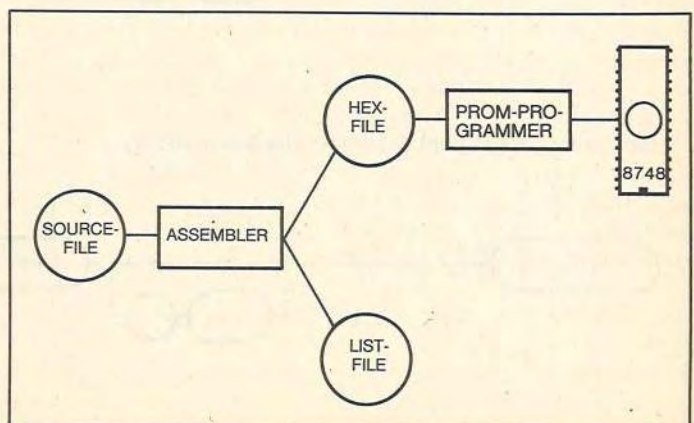 SOURCE-
FILE
ASSEMBLER
HEX-
FILE
PROM-PRO-
GRAMMER
8748
LIST-
FILE